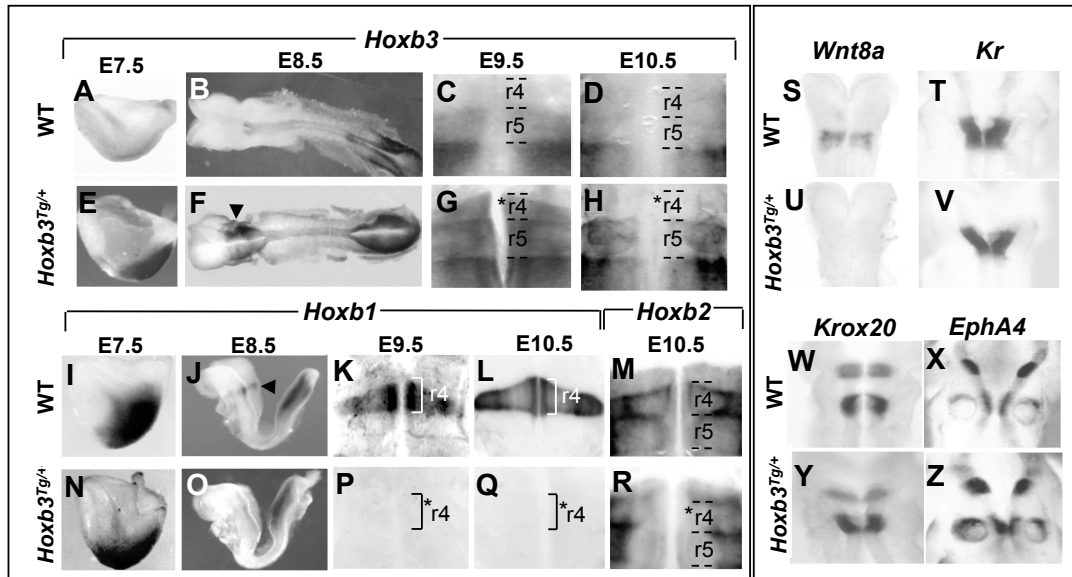 Hoxb3
E7.5 E8.5 E9.5 E10.5
WT
A B C D
r4 r4
r5 r5
Hoxb3Tg/+
E F G H
*r4 *r4
r5 r5
Hoxb1 Hoxb2
E7.5 E8.5 E9.5 E10.5 E10.5
WT
I J K L M
r4 r4 r4
r5
Hoxb3Tg/+
N O P Q R
*r4 *r4 *r4
r5
Wnt8a Kr
WT
S T
Hoxb3Tg/+
U V
Krox20 EphA4
WT
W X
Hoxb3Tg/+
Y Z